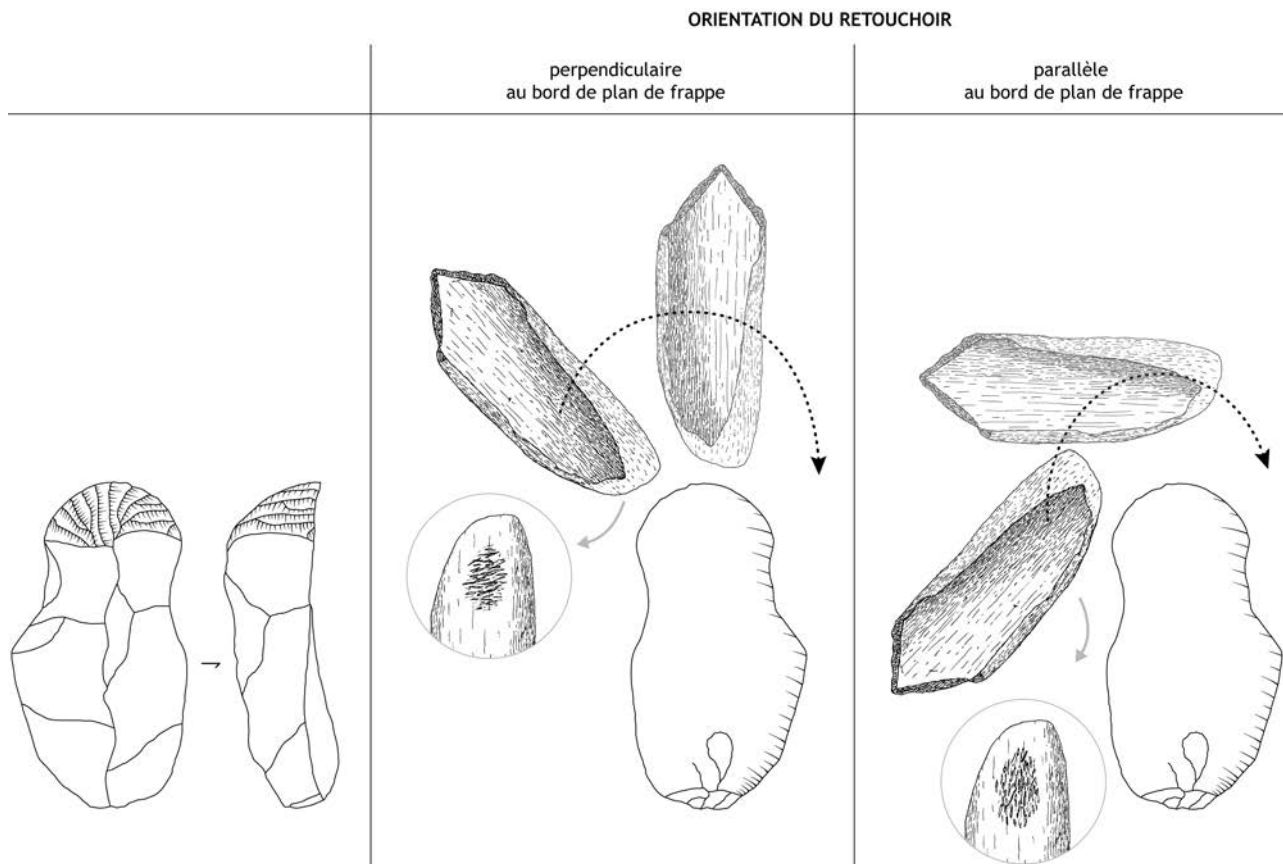 ORIENTATION DU RETOUCHOIR
perpendiculaire
au bord de plan de frappe
parallèle
au bord de plan de frappe